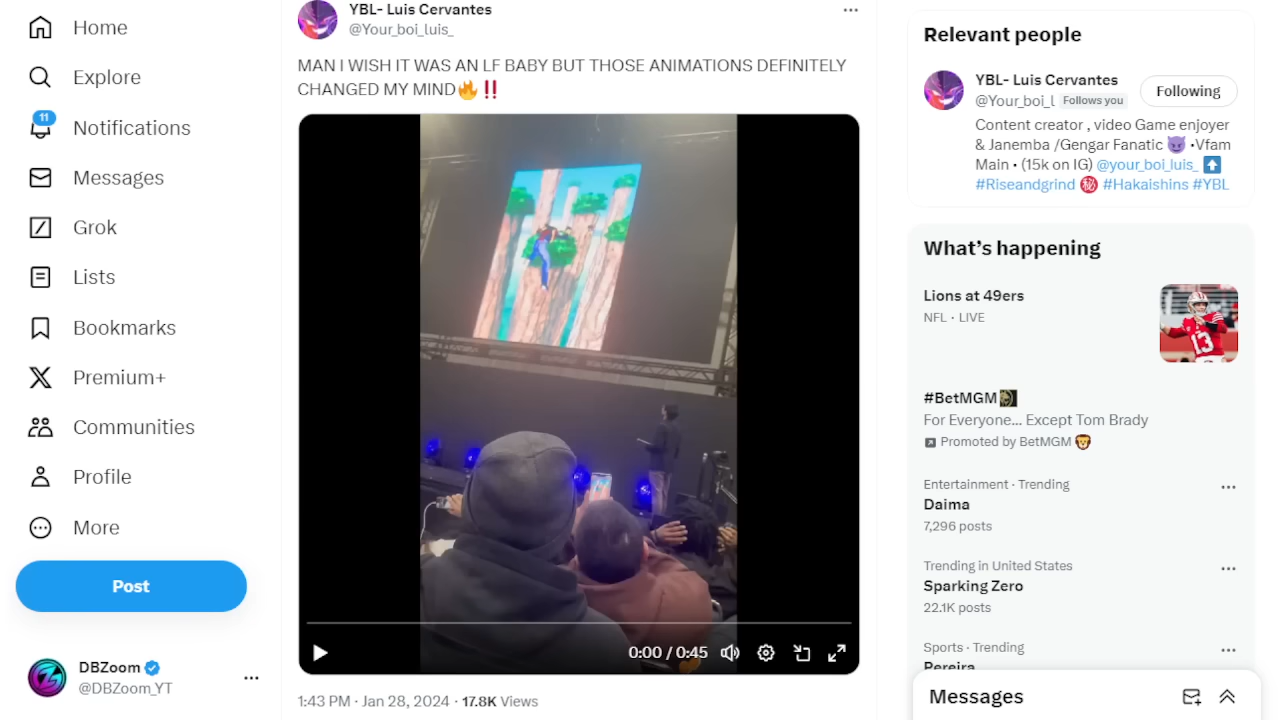 Home
Explore
11
Notifications
Messages
Grok
Lists
Bookmarks
Premium+
Communities
Profile
More
Post
DBZoom
@DBZoom_YT
YBL- Luis Cervantes
@Your_boi_luis_
MAN I WISH IT WAS AN LF BABY BUT THOSE ANIMATIONS DEFINITELY
CHANGED MY MIND🔥‼️
0:00 / 0:45
1:43 PM · Jan 28, 2024 · 17.8K Views
Relevant people
YBL- Luis Cervantes
@Your_boi_l Follows you
Following
Content creator , video Game enjoyer
& Janemba /Gengar Fanatic 😈 •Vfam
Main • (15k on IG) @your_boi_luis_ ⬆️
#Riseandgrind ㊙️ #Hakaishins #YBL
What’s happening
Lions at 49ers
NFL · LIVE
13
#BetMGM
For Everyone... Except Tom Brady
Promoted by BetMGM 🦁
Entertainment · Trending
Daima
7,296 posts
Trending in United States
Sparking Zero
22.1K posts
Sports · Trending
Pereira
Messages